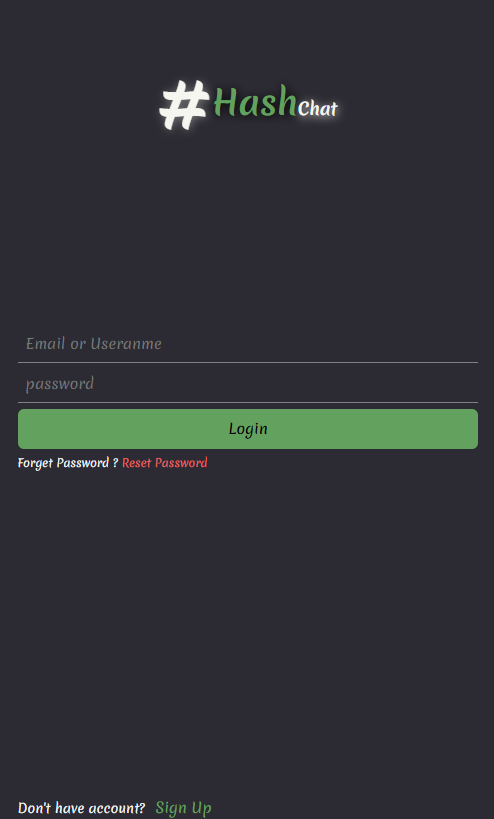 #HashChat
Email or Useranme
password
Login
Forget Password ? Reset Password
Don't have account? Sign Up